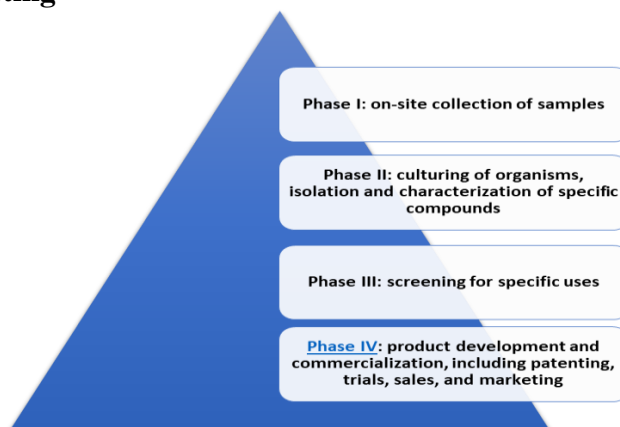 Phase I: on-site collection of samples
Phase II: culturing of organisms,
isolation and characterization of specific
compounds
Phase III: screening for specific uses
Phase IV: product development and
commercialization, including patenting,
trials, sales, and marketing